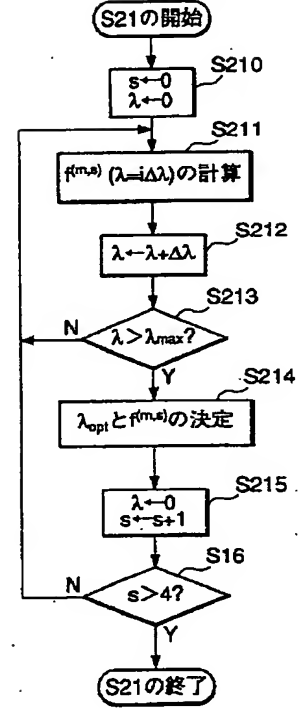 S21の開始
S210
s←0
λ←0
S211
f(m,s) (λ=iΔλ)の計算
S212
λ←λ+Δλ
S213
N
λ>λmax?
Y
S214
λoptとf(m,s)の決定
S215
λ←0
s←s+1
S16
N
s>4?
Y
S21の終了